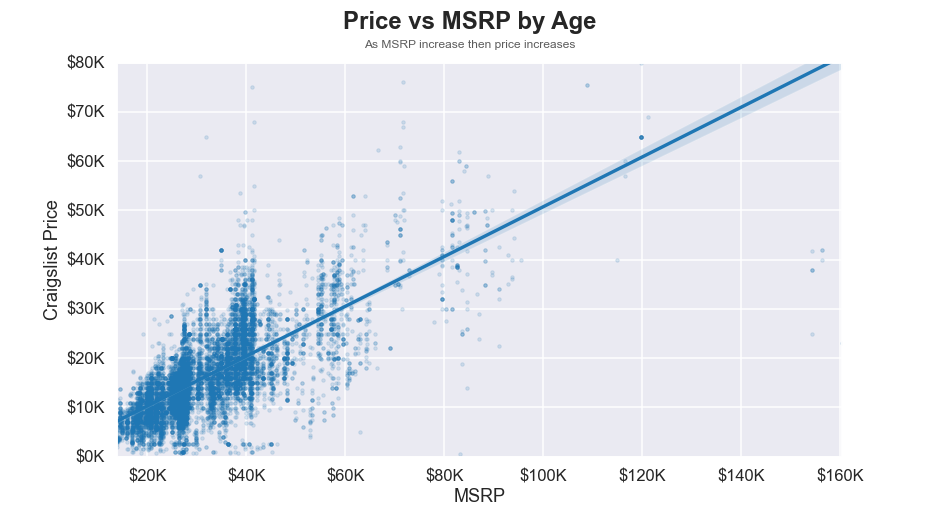 Price vs MSRP by Age
As MSRP increase then price increases
$80K
$70K
$60K
$50K
$40K
$30K
$20K
$10K
$0K
Craigslist Price
$20K $40K $60K $80K $100K $120K $140K $160K
MSRP